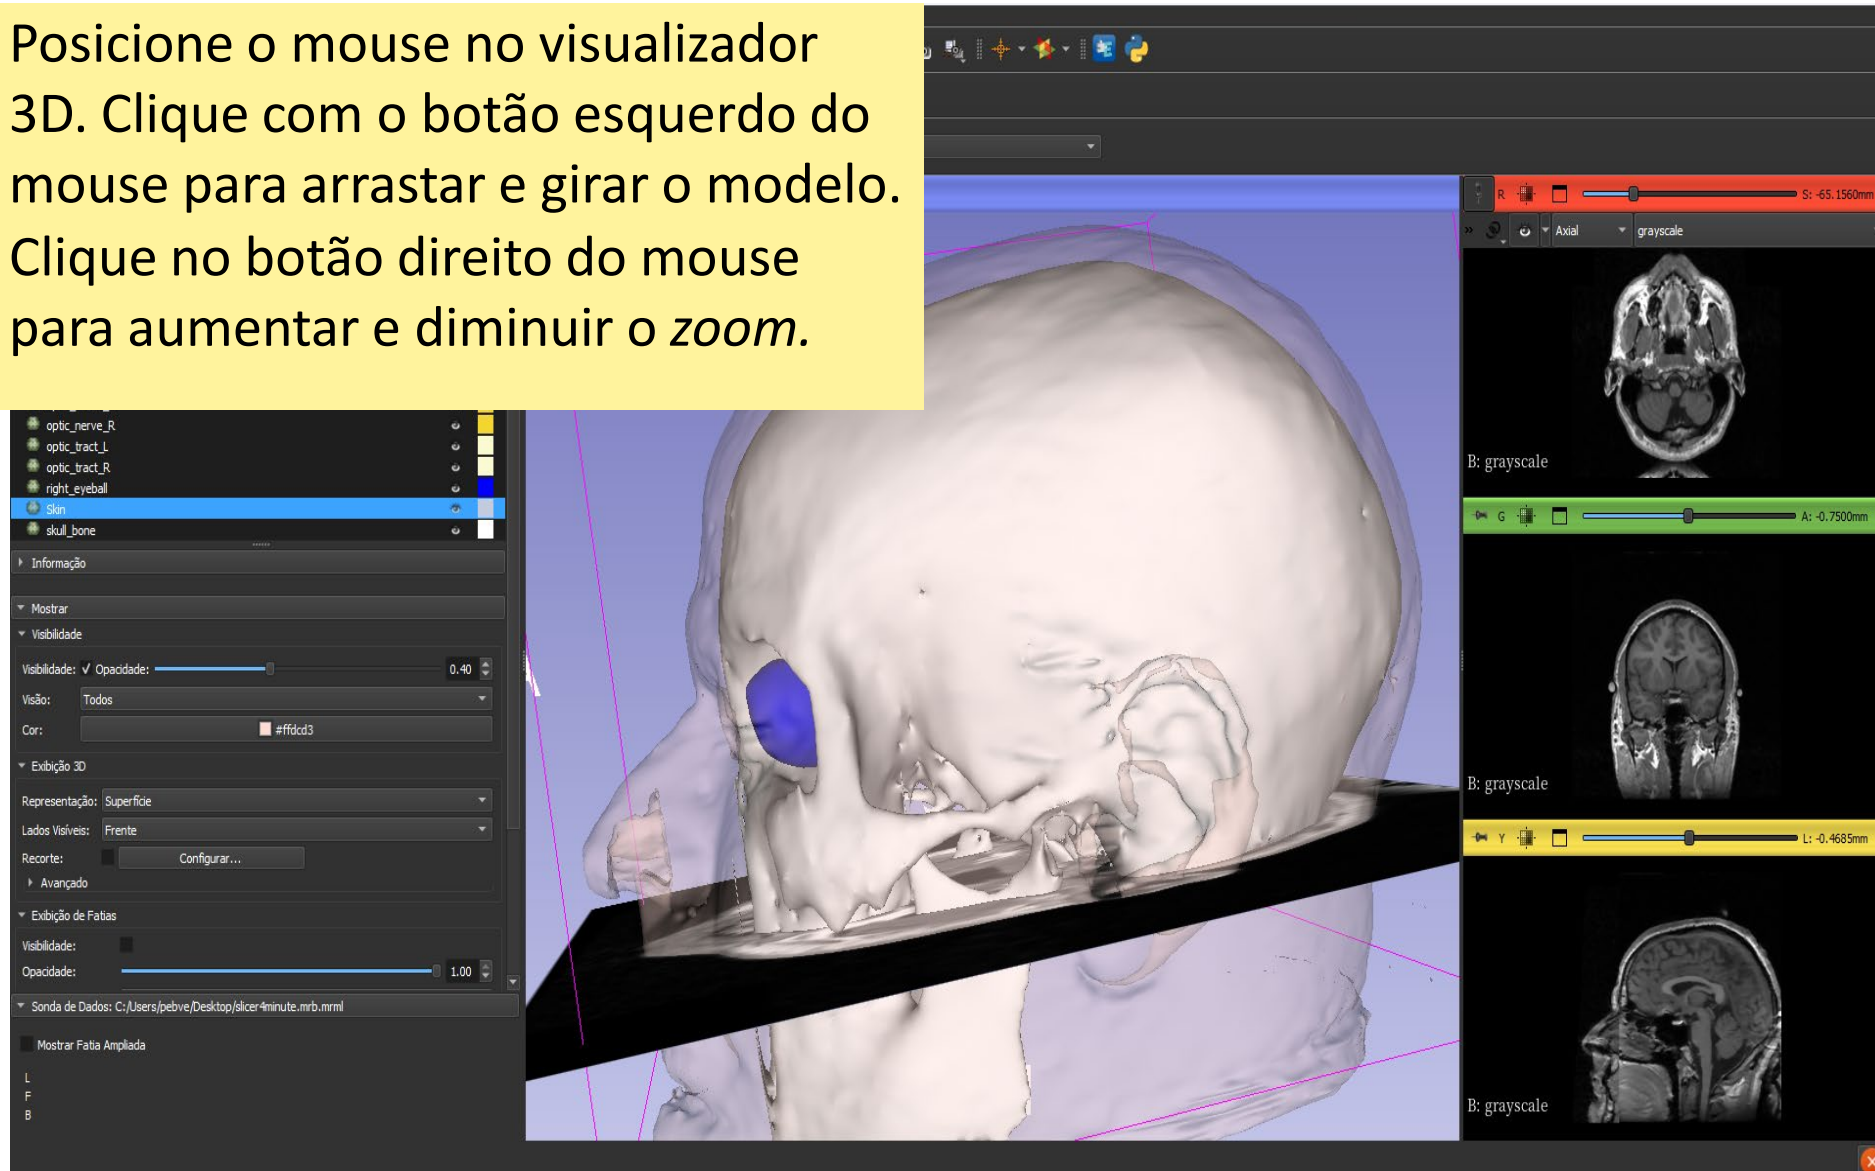 Posicione o mouse no visualizador
3D. Clique com o botão esquerdo do
mouse para arrastar e girar o modelo.
Clique no botão direito do mouse
para aumentar e diminuir o zoom.
optic_nerve_R
optic_tract_L
optic_tract_R
right_eyeball
Skin
skull_bone
Informação
Mostrar
Visibilidade
Visibilidade: Opacidade: 0.40
Visão: Todos
Cor: #ffdcd3
Exibição 3D
Representação: Superfície
Lados Visíveis: Frente
Recorte: Configurar...
Avançado
Exibição de Fatias
Visibilidade:
Opacidade: 1.00
Sonda de Dados: C:/Users/pebve/Desktop/slicer4minute.mrb.mrml
Mostrar Fatia Ampliada
L
F
B
R S: -65.1560mm
» Axial grayscale
B: grayscale
G A: -0.7500mm
B: grayscale
Y L: -0.4685mm
B: grayscale